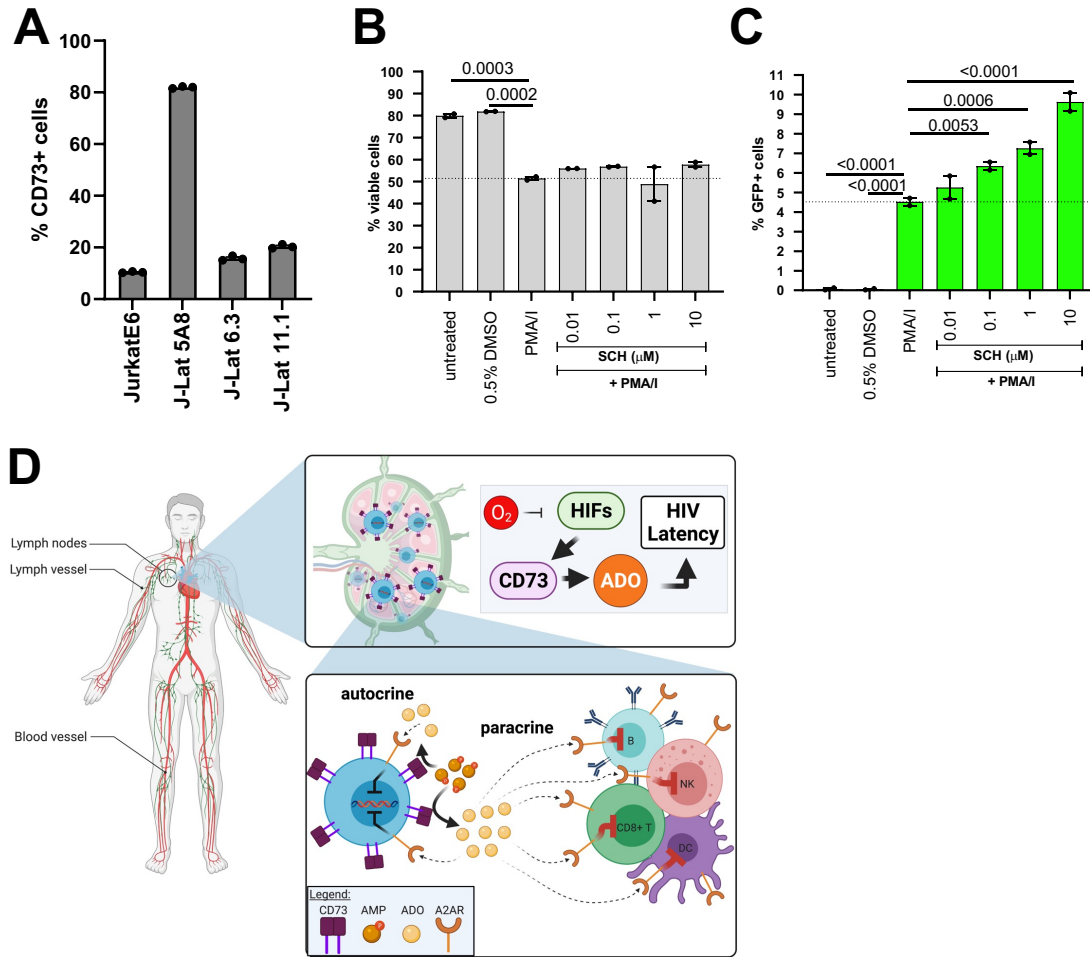 A
% CD73+ cells
100
80
60
40
20
0
JurkatE6
J-Lat 5A8
J-Lat 6.3
J-Lat 11.1
B
% viable cells
100
90
80
70
60
50
40
30
20
10
0
0.0003
0.0002
untreated
0.5% DMSO
PMA/I
0.01
0.1
1
10
SCH (μM)
+ PMA/I
C
% GFP+ cells
11
10
9
8
7
6
5
4
3
2
1
0
<0.0001
0.0006
0.0053
<0.0001
<0.0001
untreated
0.5% DMSO
PMA/I
0.01
0.1
1
10
SCH (μM)
+ PMA/I
D
Lymph nodes
Lymph vessel
Blood vessel
O2
HIFs
HIV
Latency
CD73
ADO
autocrine
paracrine
B
NK
CD8+ T
DC
Legend:
CD73 AMP ADO A2AR